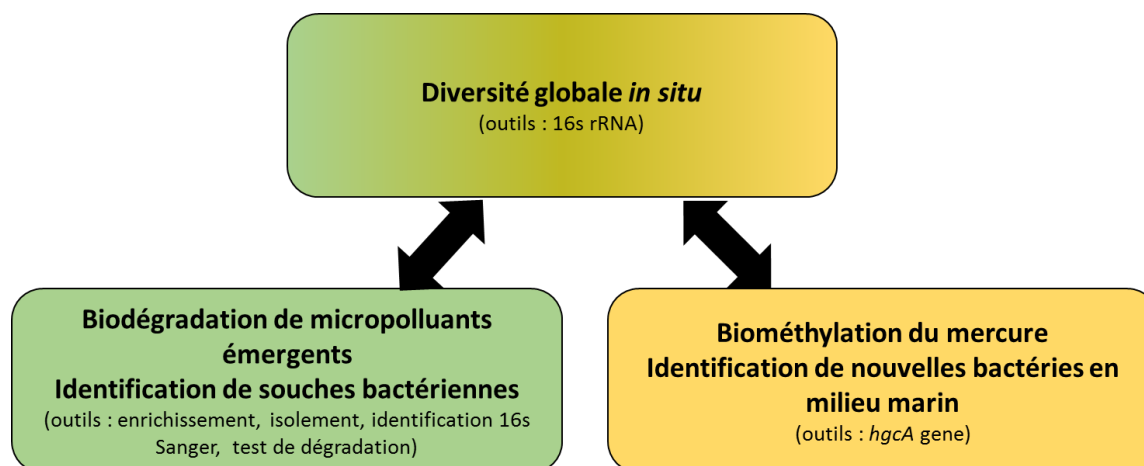 Diversité globale in situ
(outils : 16s rRNA)
Biodégradation de micropolluants
émergents
Identification de souches bactériennes
(outils : enrichissement, isolement, identification 16s
Sanger, test de dégradation)
Biométhylation du mercure
Identification de nouvelles bactéries en
milieu marin
(outils : hgcA gene)